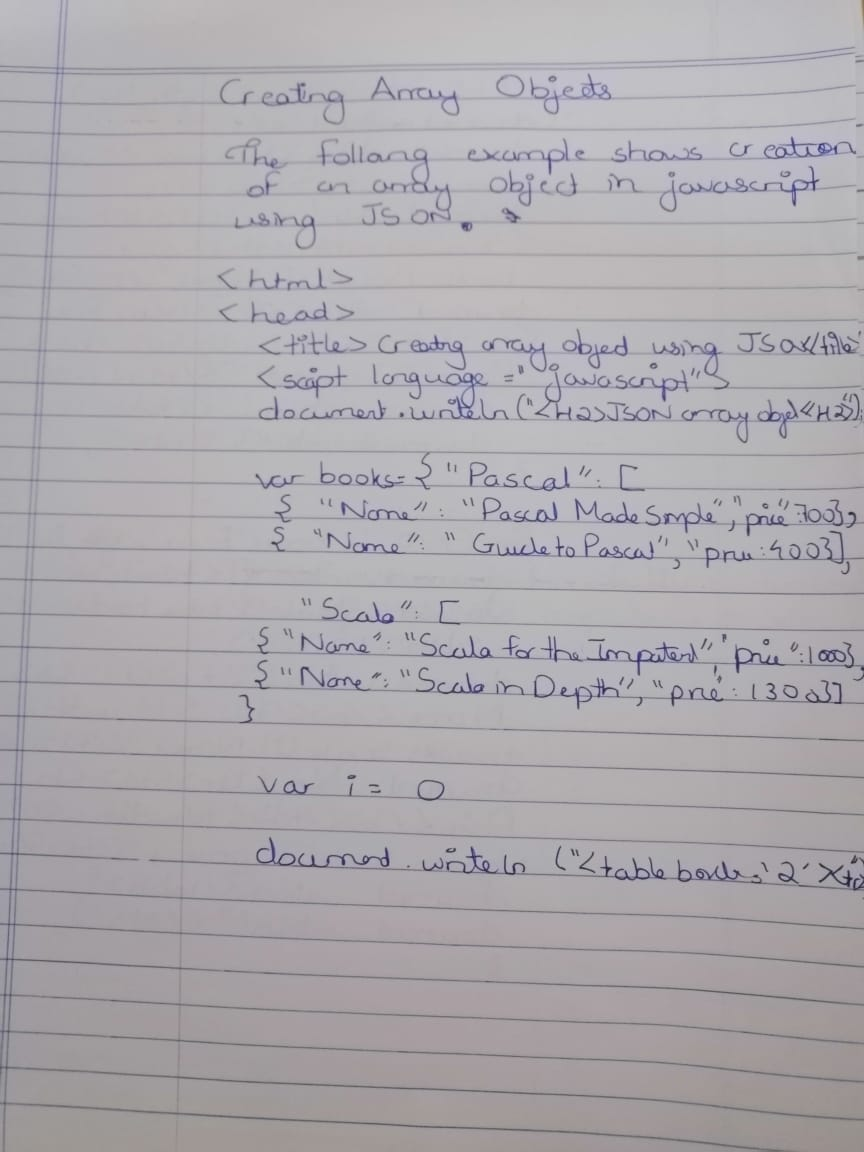 Creating Array Objects
The follang example shows creation
of an array object in javascript
using JSON.
<html>
<head>
<title> Creating array object using JSON</title
<script language = "javascript">
document.writeln("<H2>JSON array object<H2>");
var books= { "Pascal": [
{ "Name": "Pascal Made Smple", "price":700},
{ "Name": " Guide to Pascal", "price:400}],
"Scala": [
{ "Name": "Scala for the Impatent", "price":1000},
{ "Name": "Scala in Depth", "price: 1300}]
}
var i = 0
document.writeln ("<table border='2'><t